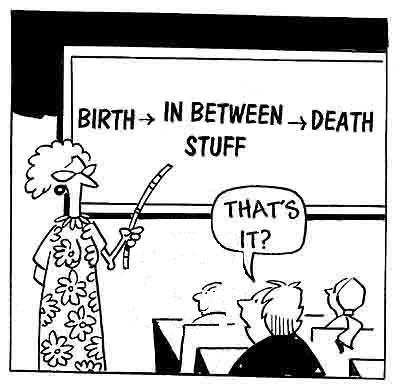 BIRTH → IN BETWEEN → DEATH
STUFF
THAT'S
IT?